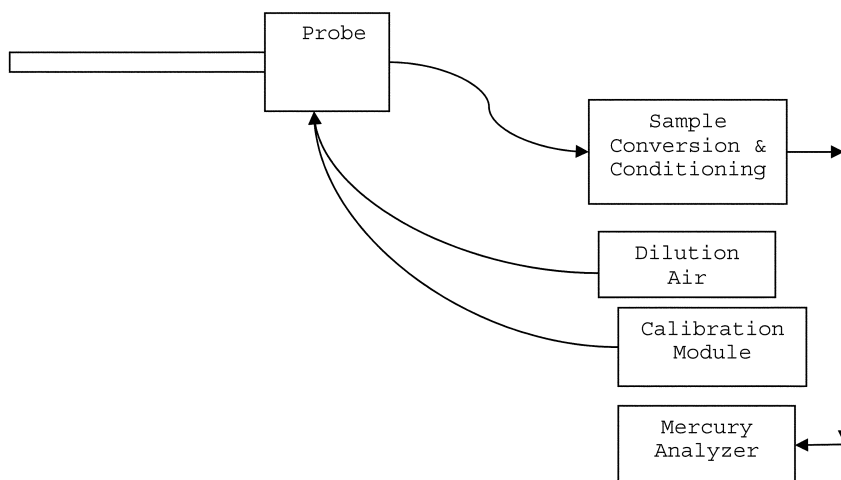 Probe
Sample
Conversion &
Conditioning
Dilution
Air
Calibration
Module
Mercury
Analyzer